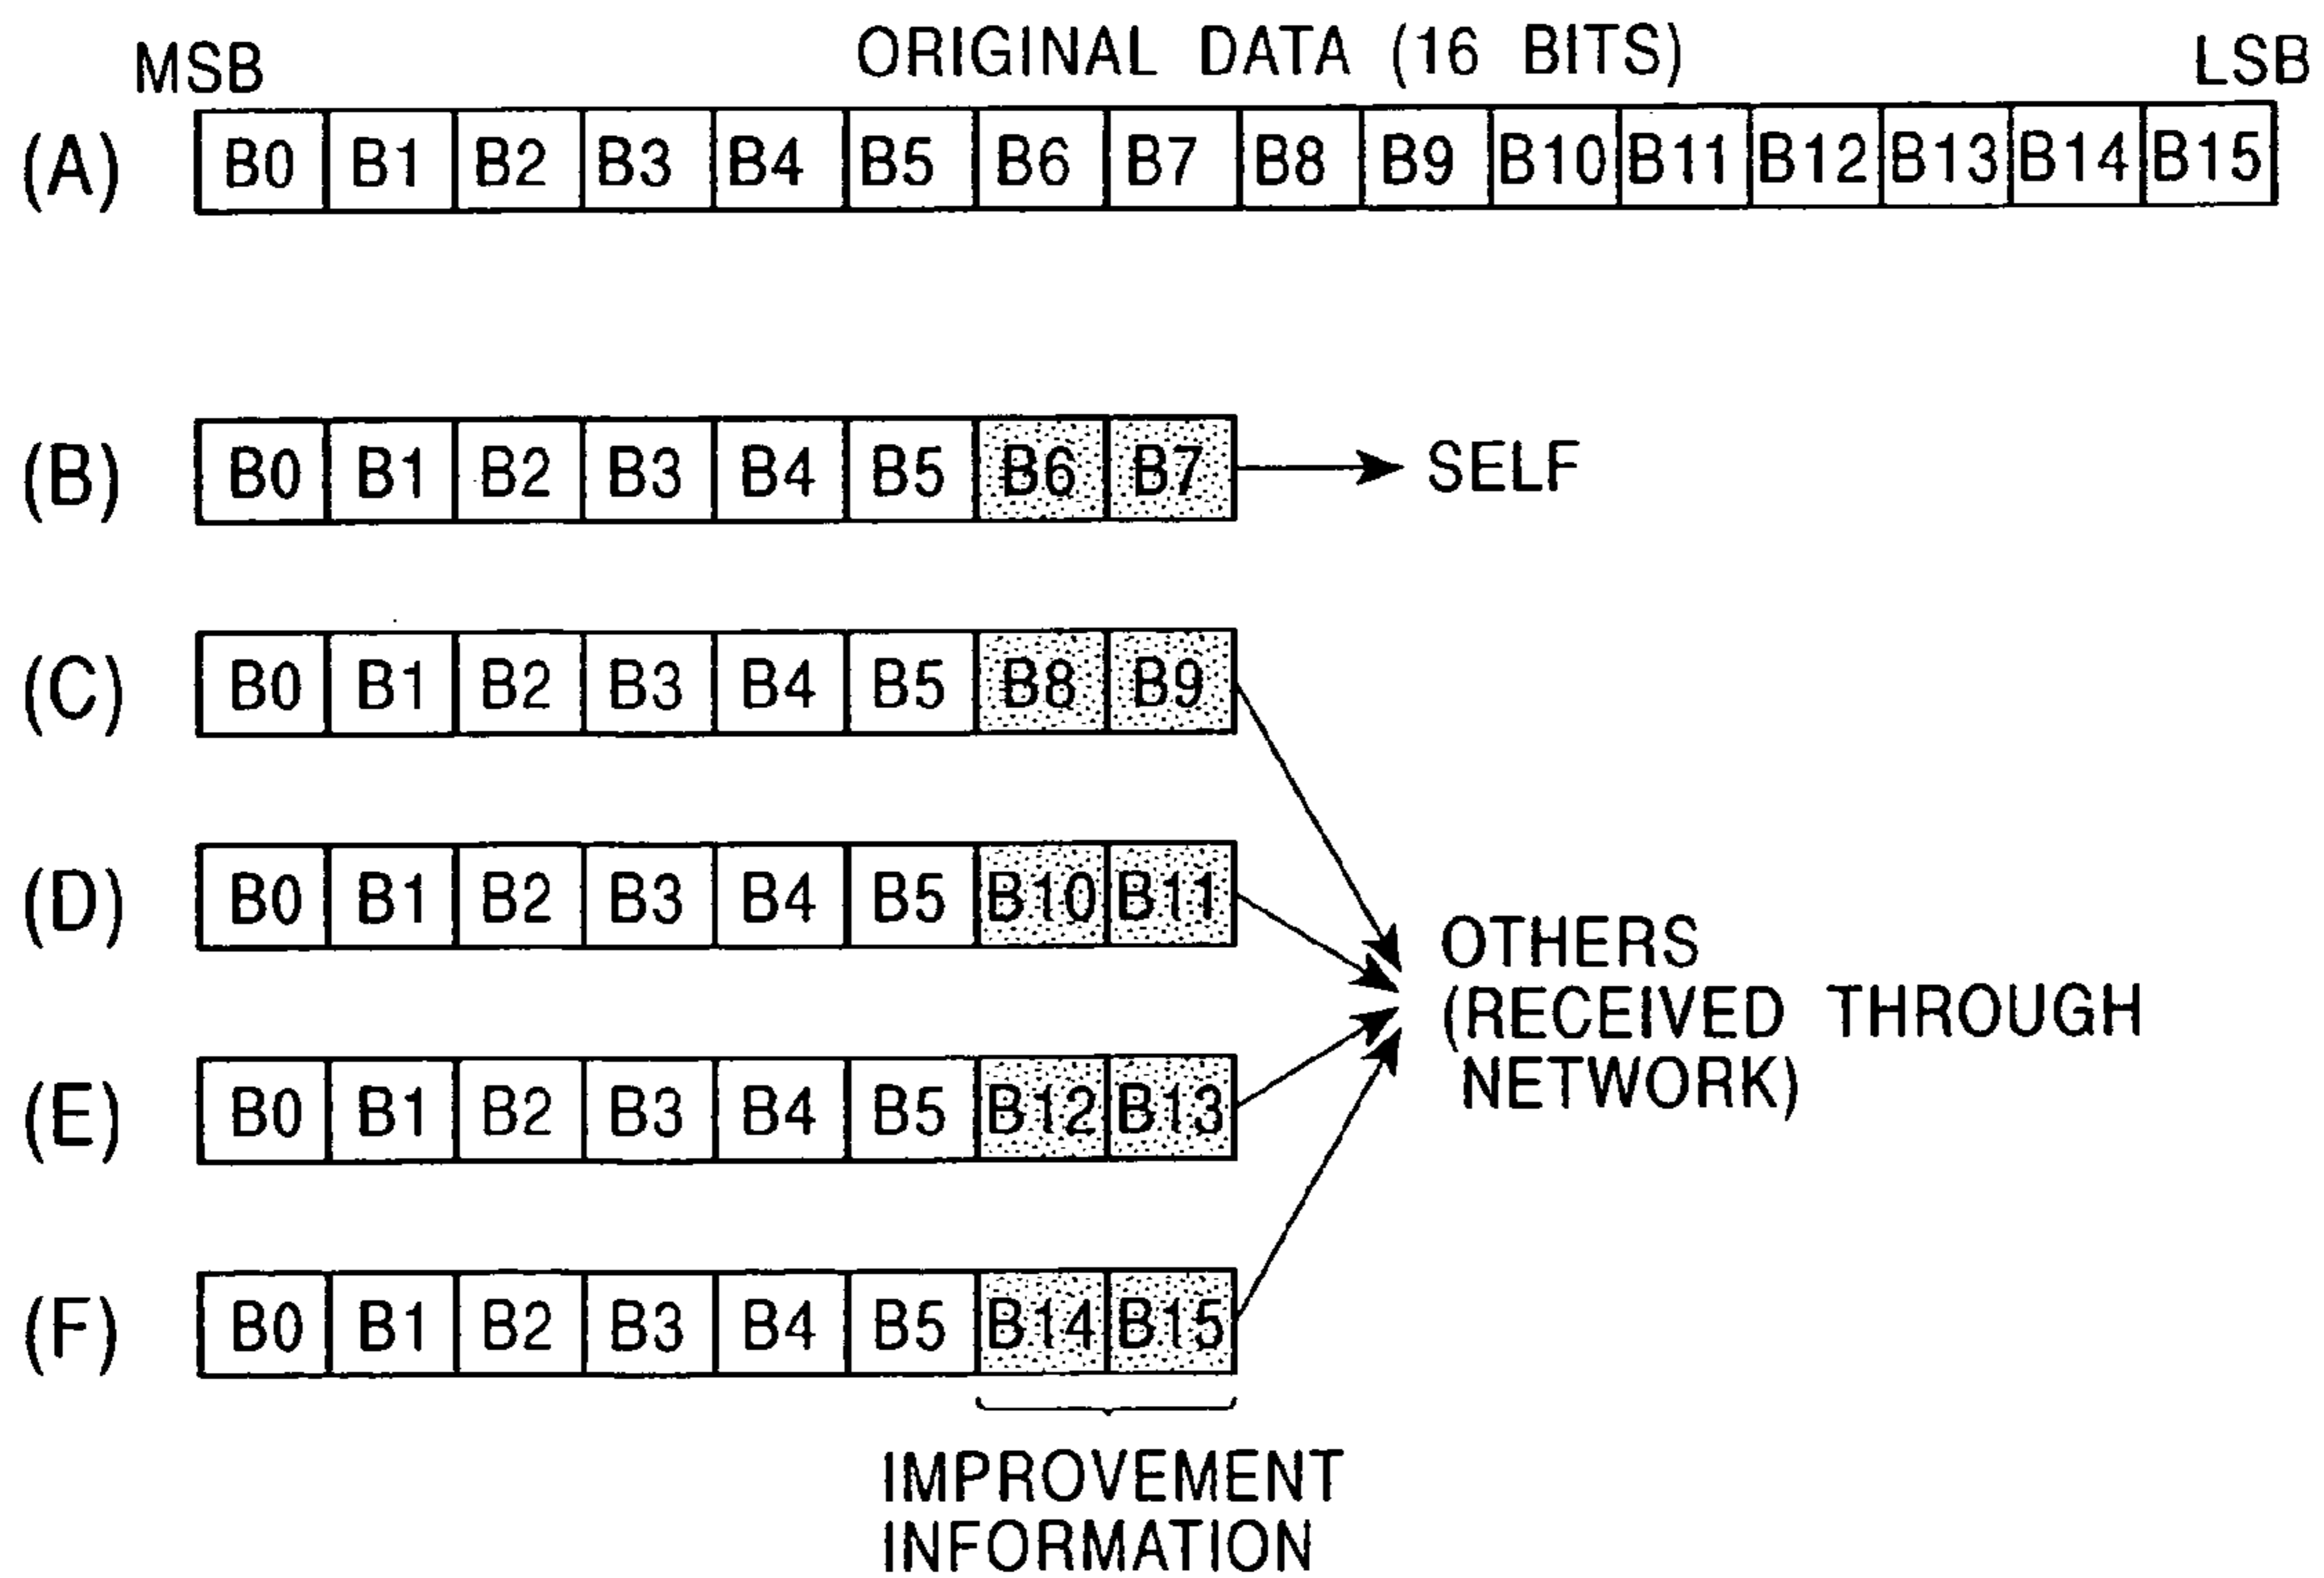 MSB ORIGINAL DATA (16 BITS) LSB
(A) B0 B1 B2 B3 B4 B5 B6 B7 B8 B9 B10 B11 B12 B13 B14 B15
(B) B0 B1 B2 B3 B4 B5 B6 B7 SELF
(C) B0 B1 B2 B3 B4 B5 B8 B9
(D) B0 B1 B2 B3 B4 B5 B10 B11
OTHERS
(RECEIVED THROUGH
NETWORK)
(E) B0 B1 B2 B3 B4 B5 B12 B13
(F) B0 B1 B2 B3 B4 B5 B14 B15
IMPROVEMENT
INFORMATION